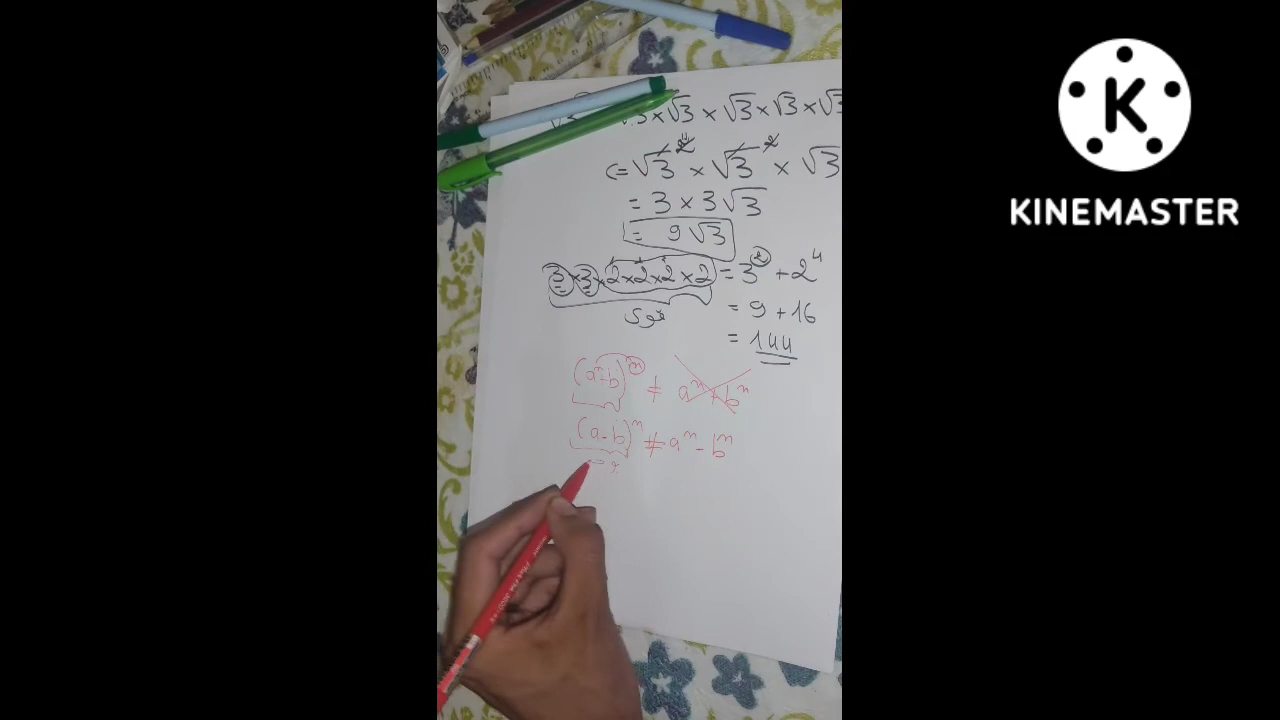 √3 × √3 × √3 × √3 × √3
C = √3² × √3² × √3
= 3 × 3√3
= 9√3
3 × 3 × 2 × 2 × 2 × 2 = 3² + 2⁴
قوى
= 9 + 16
= 144
(a+b)ⁿ ≠ aⁿ + bⁿ
(a-b)ⁿ ≠ aⁿ - bⁿ
K
KINEMASTER